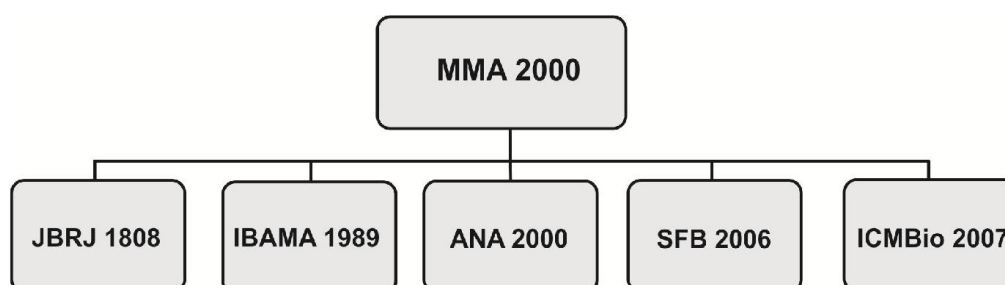 MMA 2000
JBRJ 1808
IBAMA 1989
ANA 2000
SFB 2006
ICMBio 2007